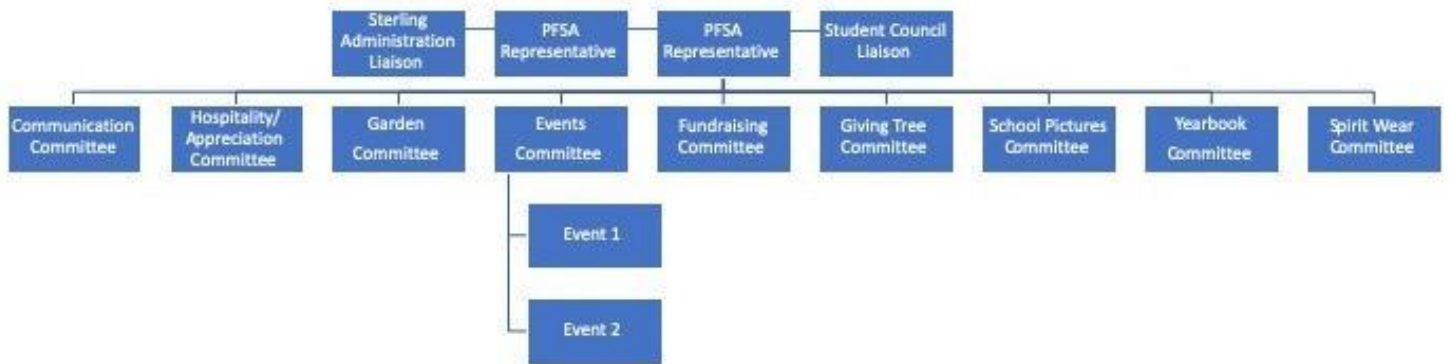 Sterling
Administration
Liaison
PFSA
Representative
PFSA
Representative
Student Council
Liaison
Communication
Committee
Hospitality/
Appreciation
Committee
Garden
Committee
Events
Committee
Fundraising
Committee
Giving Tree
Committee
School Pictures
Committee
Yearbook
Committee
Spirit Wear
Committee
Event 1
Event 2